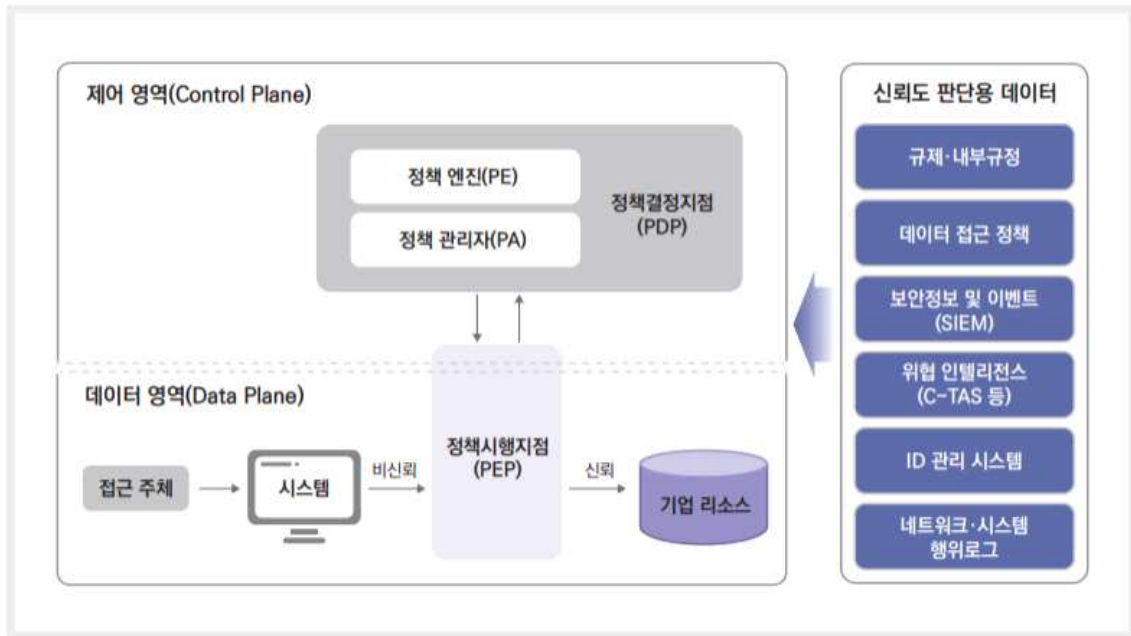 제어 영역(Control Plane)
정책 엔진(PE)
정책 관리자(PA)
정책결정지점
(PDP)
데이터 영역(Data Plane)
접근 주체
시스템
비신뢰
정책시행지점
(PEP)
신뢰
기업 리소스
신뢰도 판단용 데이터
규제·내부규정
데이터 접근 정책
보안정보 및 이벤트
(SIEM)
위협 인텔리전스
(C-TAS 등)
ID 관리 시스템
네트워크·시스템
행위로그